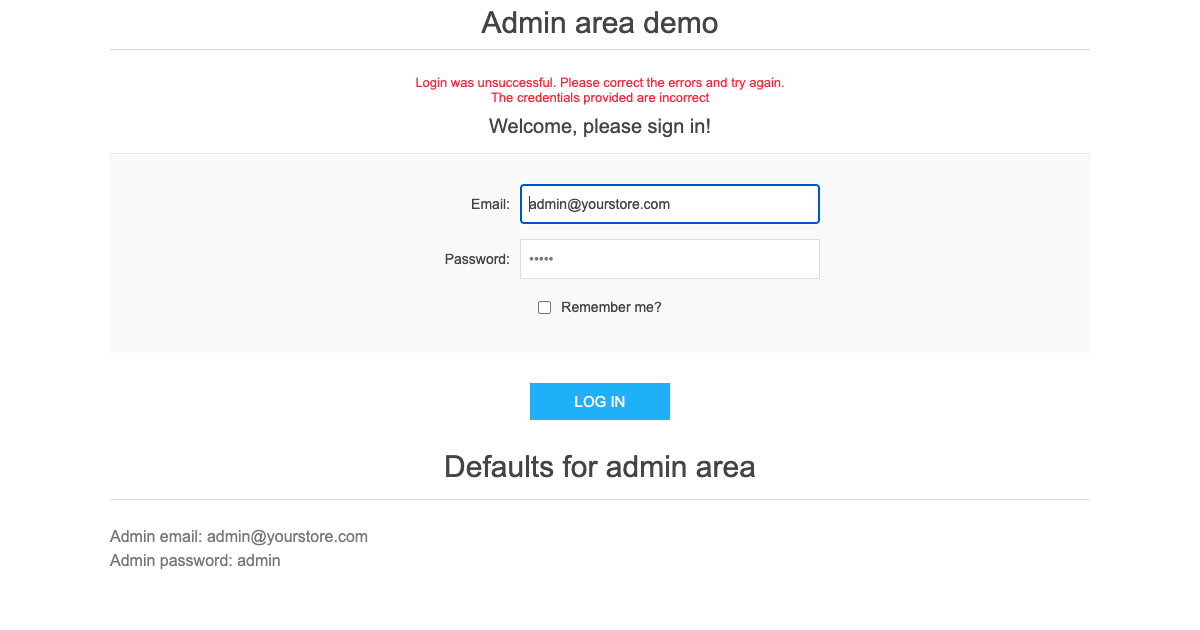 Admin area demo
Login was unsuccessful. Please correct the errors and try again.
The credentials provided are incorrect
Welcome, please sign in!
Email: admin@yourstore.com
Password: •••••
Remember me?
LOG IN
Defaults for admin area
Admin email: admin@yourstore.com
Admin password: admin